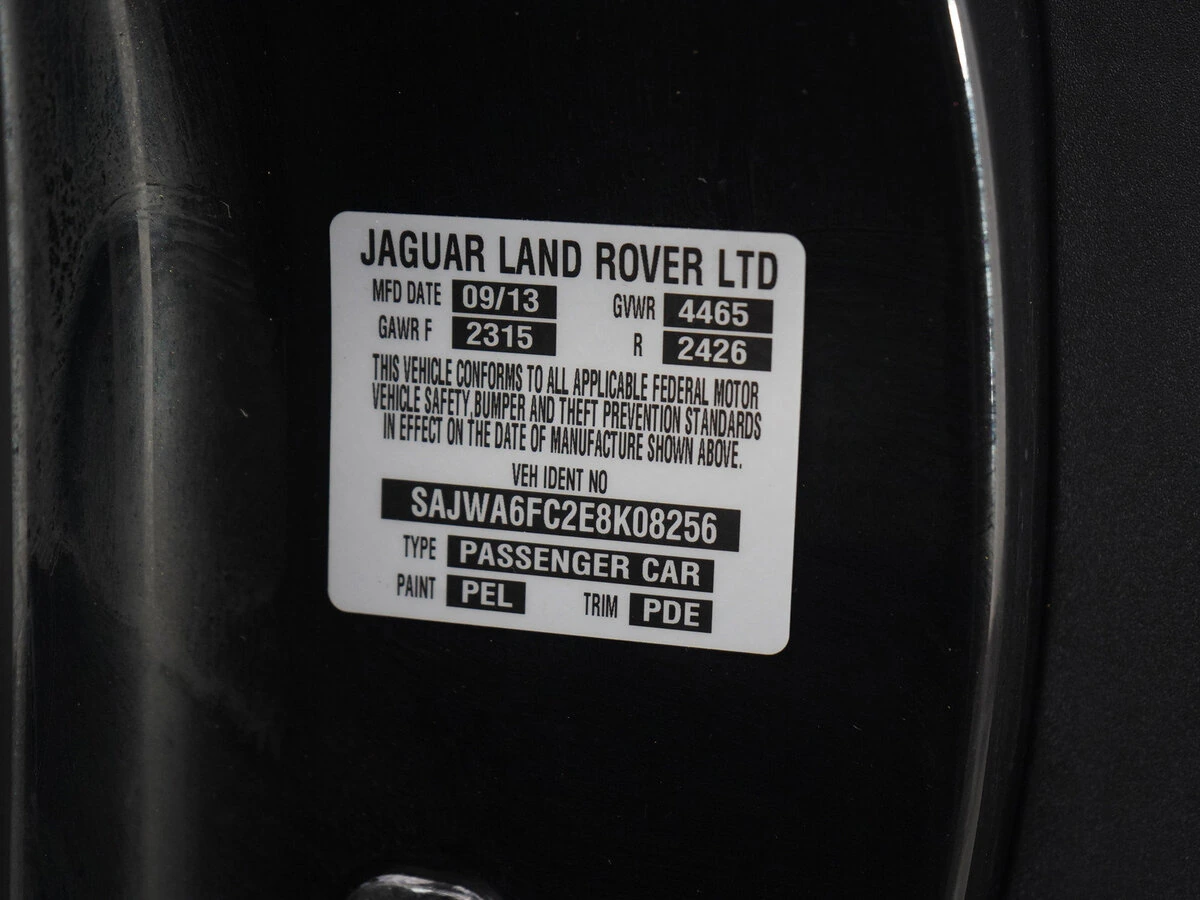 JAGUAR LAND ROVER LTD
MFD DATE 09/13 GVWR 4465
GAWR F 2315 R 2426
THIS VEHICLE CONFORMS TO ALL APPLICABLE FEDERAL MOTOR
VEHICLE SAFETY,BUMPER AND THEFT PREVENTION STANDARDS
IN EFFECT ON THE DATE OF MANUFACTURE SHOWN ABOVE.
VEH IDENT NO
SAJWA6FC2E8K08256
TYPE PASSENGER CAR
PAINT PEL TRIM PDE